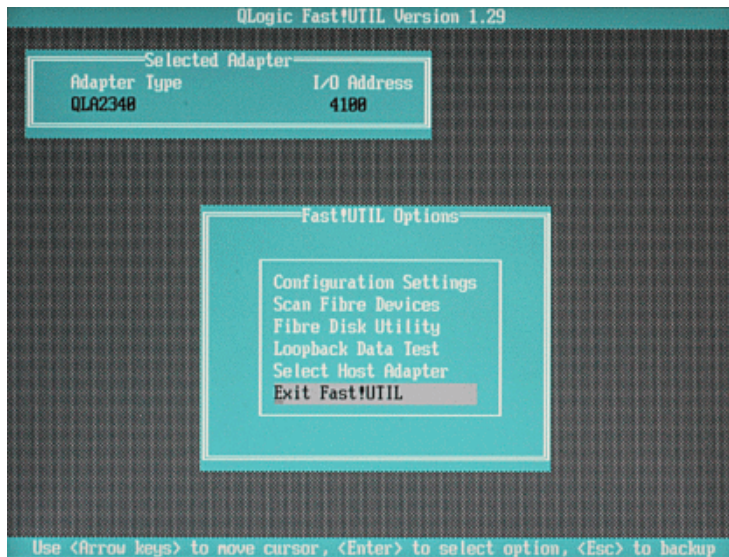 QLogic Fast!UTIL Version 1.29
Selected Adapter
Adapter Type I/O Address
QLA2340 4100
Fast!UTIL Options
Configuration Settings
Scan Fibre Devices
Fibre Disk Utility
Loopback Data Test
Select Host Adapter
Exit Fast!UTIL
Use <Arrow keys> to move cursor, <Enter> to select option, <Esc> to backup